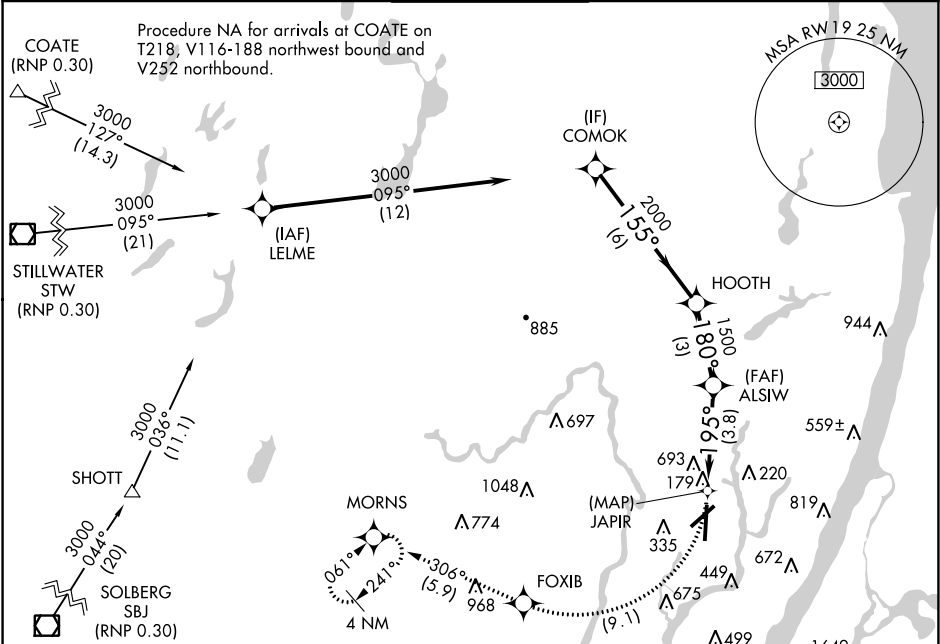 Procedure NA for arrivals at COATE on
T218, V116-188 northwest bound and
V252 northbound.
COATE
(RNP 0.30)
3000
127°
(14.3)
MSA RW19 25 NM
3000
(IF)
COMOK
3000
095°
(12)
3000
095°
(21)
(IAF)
LELME
2000
155°
(6)
STILLWATER
STW
(RNP 0.30)
HOOTH
885
1500
180°
(3)
944
(FAF)
ALSIW
3000
036°
(11.1)
697
195°
(3.8)
559±
SHOTT
693
179
220
1048
(MAP)
JAPIR
MORNS
774
819
335
3000
044°
(20)
061°
241°
4 NM
306°
(5.9)
968
FOXIB
672
449
675
(9.1)
SOLBERG
SBJ
(RNP 0.30)
499